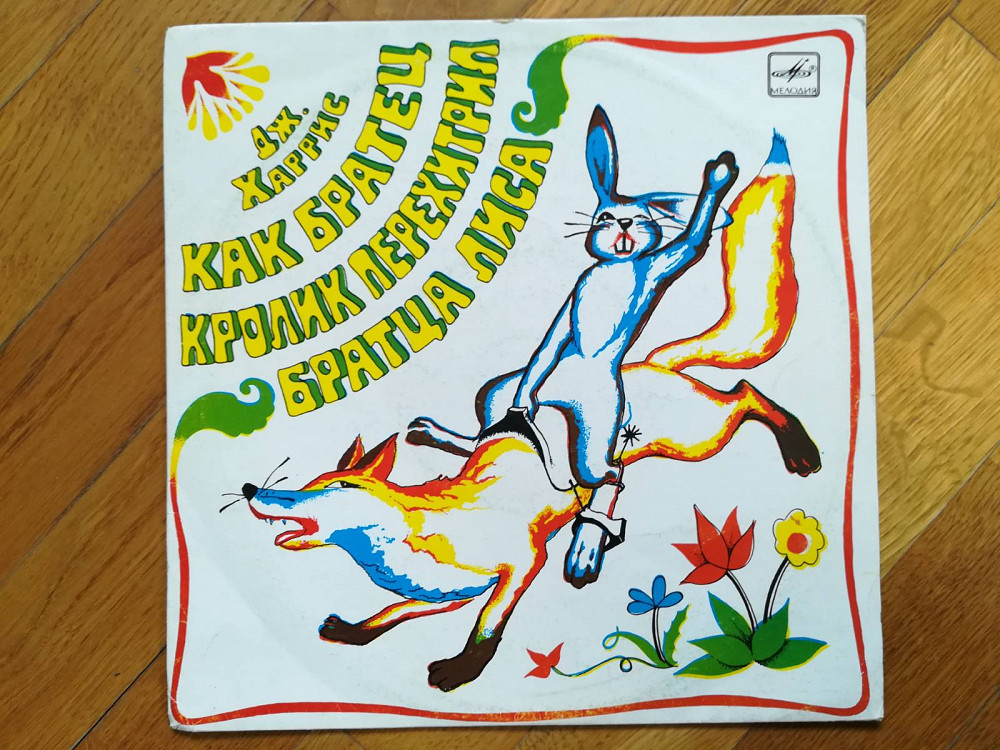 ДЖ.
ХАРРИС
КАК БРАТЕЦ
КРОЛИК ПЕРЕХИТРИЛ
БРАТЦА ЛИСА
МЕЛОДИЯ